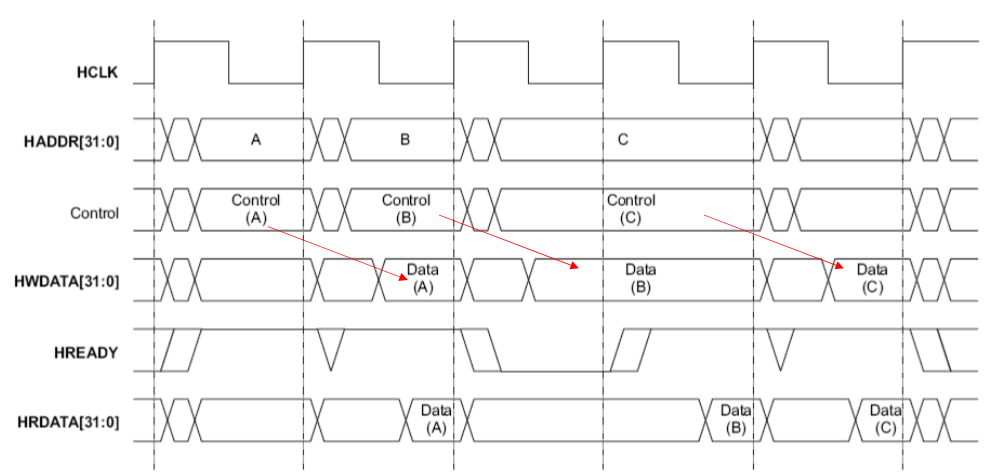 HCLK
HADDR[31:0]
A
B
C
Control
Control
(A)
Control
(B)
Control
(C)
HWDATA[31:0]
Data
(A)
Data
(B)
Data
(C)
HREADY
HRDATA[31:0]
Data
(A)
Data
(B)
Data
(C)